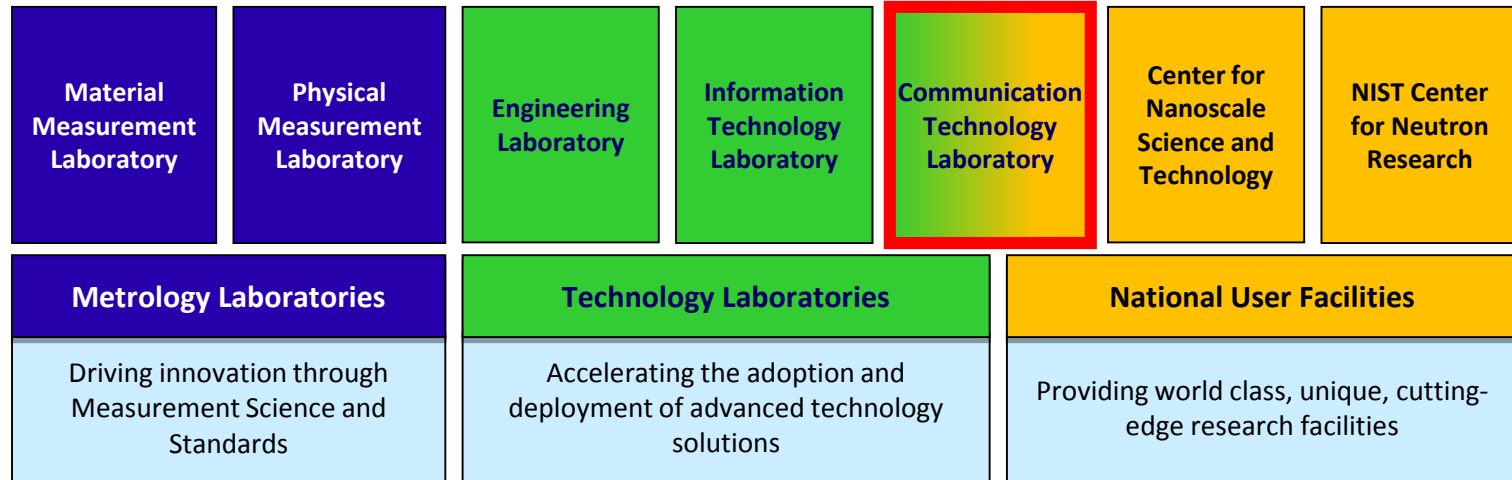 Material
Measurement
Laboratory
Physical
Measurement
Laboratory
Engineering
Laboratory
Information
Technology
Laboratory
Communication
Technology
Laboratory
Center for
Nanoscale
Science and
Technology
NIST Center
for Neutron
Research
Metrology Laboratories
Technology Laboratories
National User Facilities
Driving innovation through
Measurement Science and
Standards
Accelerating the adoption and
deployment of advanced technology
solutions
Providing world class, unique, cutting-
edge research facilities